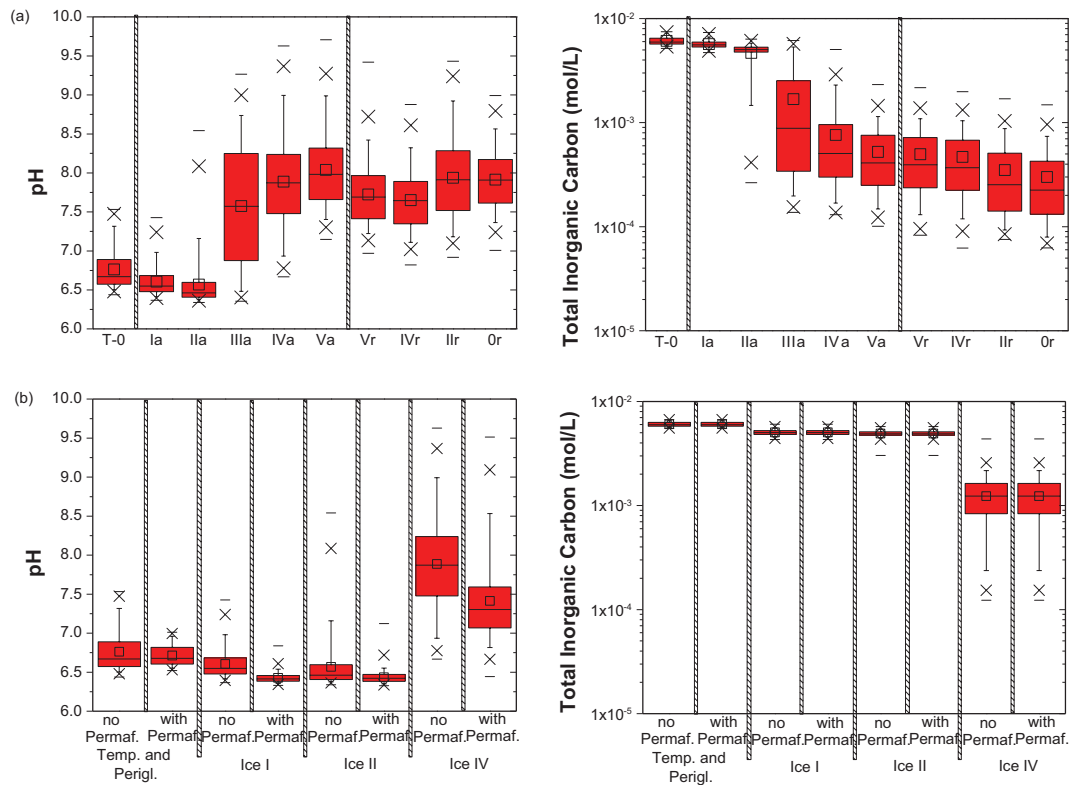 (a)
pH
10.0
9.5
9.0
8.5
8.0
7.5
7.0
6.5
6.0
T-0 Ia IIa IIIa IVa Va Vr IVr IIr 0r
Total Inorganic Carbon (mol/L)
1x10⁻²
1x10⁻³
1x10⁻⁴
1x10⁻⁵
T-0 Ia IIa IIIa IVa Va Vr IVr IIr 0r
(b)
pH
10.0
9.5
9.0
8.5
8.0
7.5
7.0
6.5
6.0
no with no with no with no with
Permaf. Permaf. Permaf. Permaf. Permaf. Permaf. Permaf. Permaf.
Temp. and
Perigl.
Ice I Ice II Ice IV
Total Inorganic Carbon (mol/L)
1x10⁻²
1x10⁻³
1x10⁻⁴
1x10⁻⁵
no with no with no with no with
Permaf. Permaf. Permaf. Permaf. Permaf. Permaf. Permaf. Permaf.
Temp. and
Perigl.
Ice I Ice II Ice IV